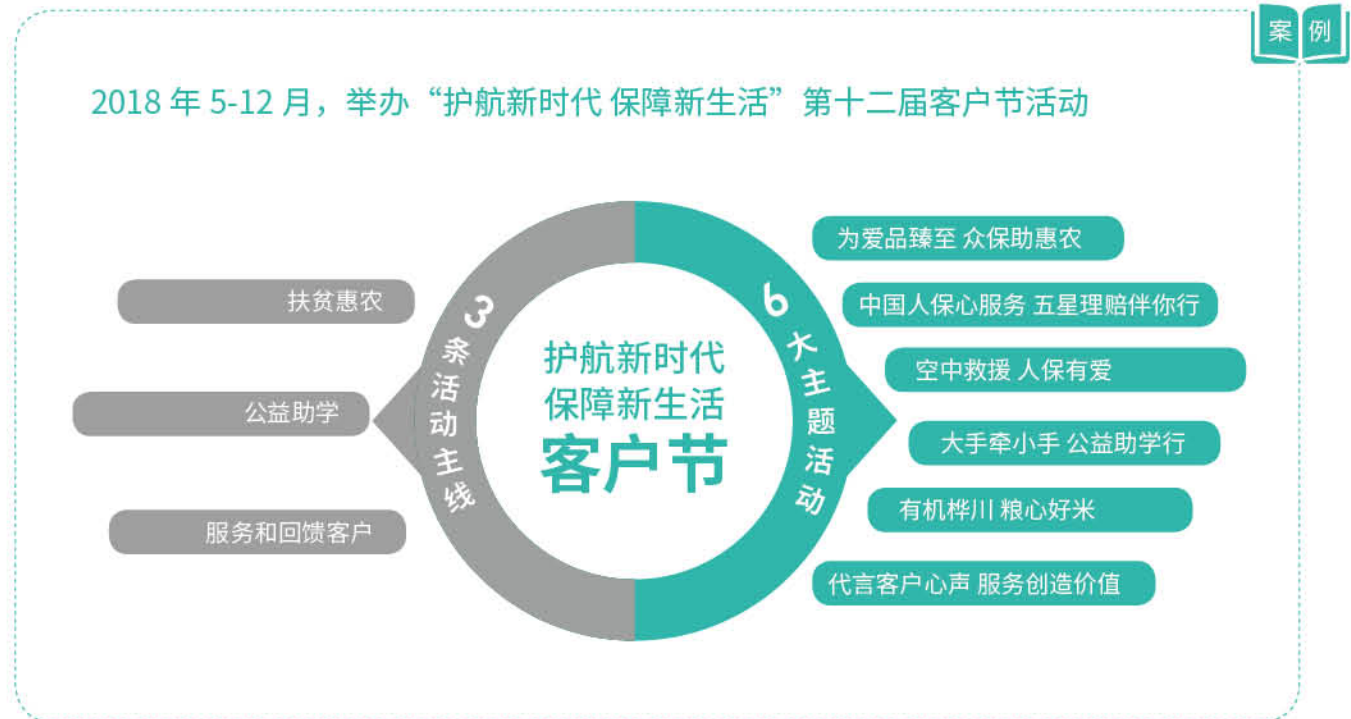 案例
2018 年 5-12 月，举办“护航新时代 保障新生活”第十二届客户节活动
3条活动主线
扶贫惠农
公益助学
服务和回馈客户
护航新时代
保障新生活
客户节
6大主题活动
为爱品臻至 众保助惠农
中国人保心服务 五星理赔伴你行
空中救援 人保有爱
大手牵小手 公益助学行
有机桦川 粮心好米
代言客户心声 服务创造价值